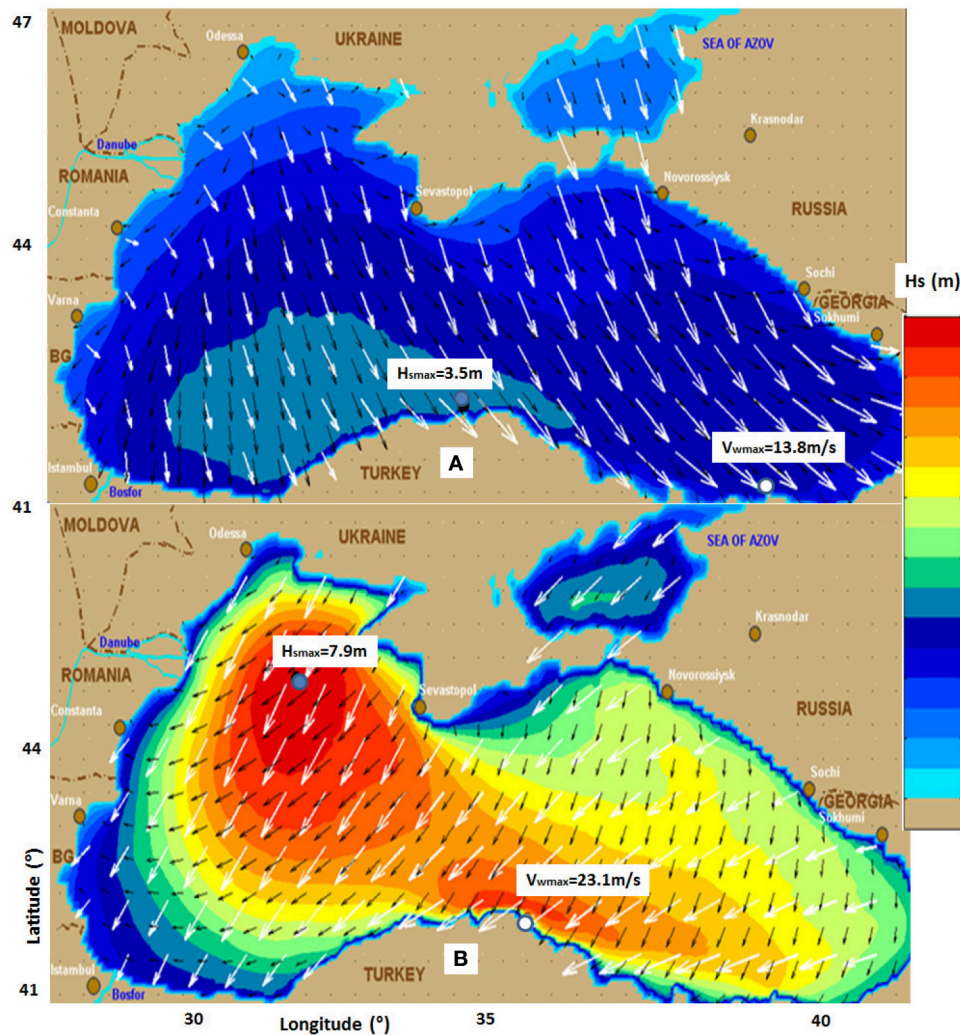 47
MOLDOVA
Odessa
UKRAINE
SEA OF AZOV
Krasnodar
Danubo
ROMANIA
Sevastopol
Novorossiysk
Constanta
RUSSIA
44
Sochi
Hs (m)
GEORGIA
Varna
Sokhumi
BG
Hsmax=3.5m
A
Vwmax=13.8m/s
Istambul
TURKEY
Bosfor
41
MOLDOVA
Odessa
UKRAINE
SEA OF AZOV
Krasnodar
Danubo
Hsmax=7.9m
ROMANIA
Sevastopol
Novorossiysk
Constanta
RUSSIA
44
Sochi
GEORGIA
Varna
Sokhumi
BG
Vwmax=23.1m/s
Latitude (°)
B
Istambul
TURKEY
41
Bosfor
30
35
40
Longitude (°)